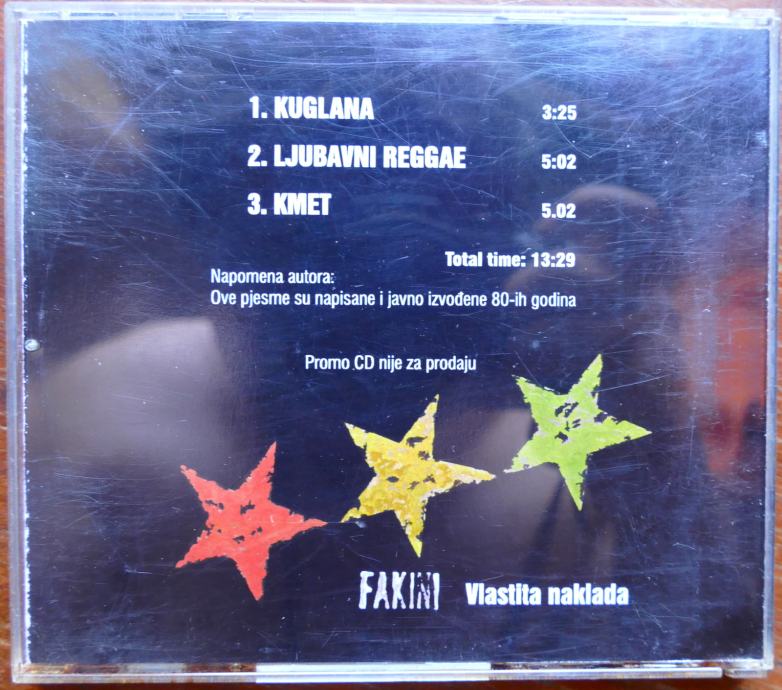 1. KUGLANA 3:25
2. LJUBAVNI REGGAE 5:02
3. KMET 5.02
Total time: 13:29
Napomena autora:
Ove pjesme su napisane i javno izvođene 80-ih godina
Promo CD nije za prodaju
FAKINI Vlastita naklada